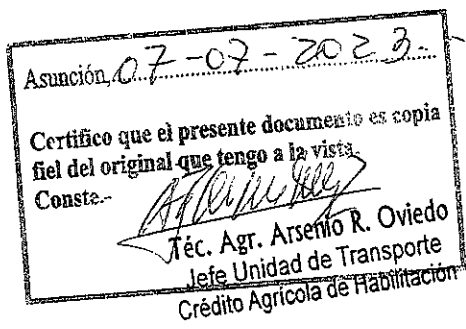 Asunción, 07-07-2023.-
Certifico que el presente documento es copia
fiel del original que tengo a la vista.
Conste.-
Téc. Agr. Arsenio R. Oviedo
Jefe Unidad de Transporte
Crédito Agrícola de Habilitación